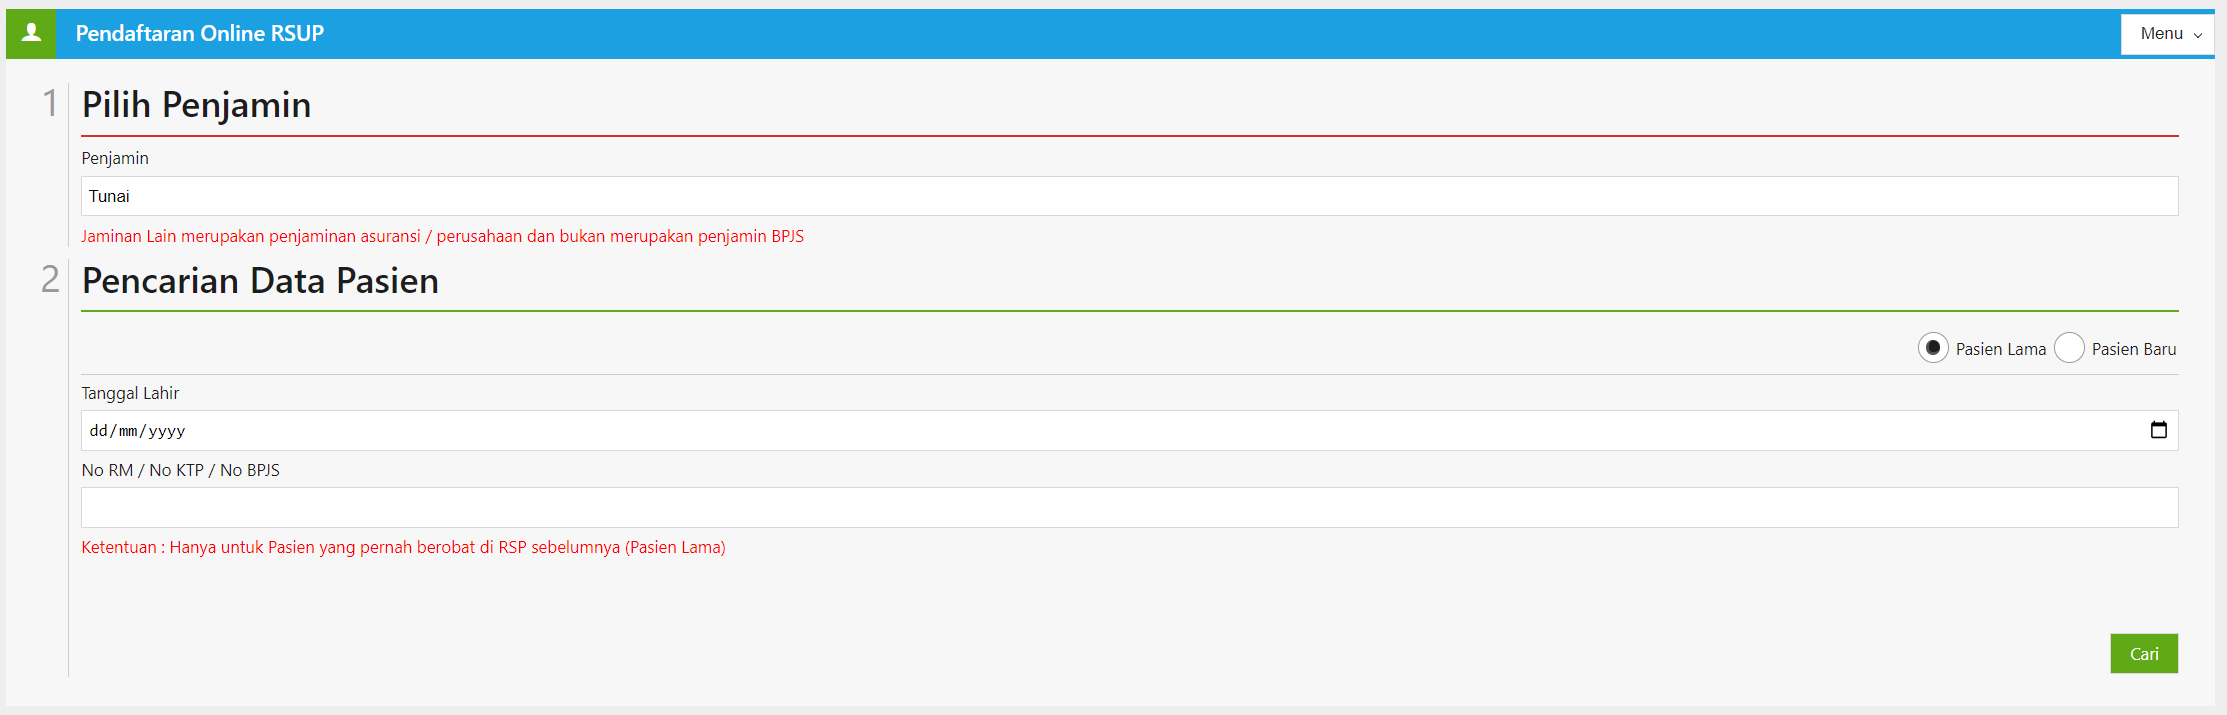 Pendaftaran Online RSUP
Menu
1
Pilih Penjamin
Penjamin
Tunai
Jaminan Lain merupakan penjaminan asuransi / perusahaan dan bukan merupakan penjamin BPJS
2
Pencarian Data Pasien
Pasien Lama Pasien Baru
Tanggal Lahir
dd/mm/yyyy
No RM / No KTP / No BPJS
Ketentuan : Hanya untuk Pasien yang pernah berobat di RSP sebelumnya (Pasien Lama)
Cari